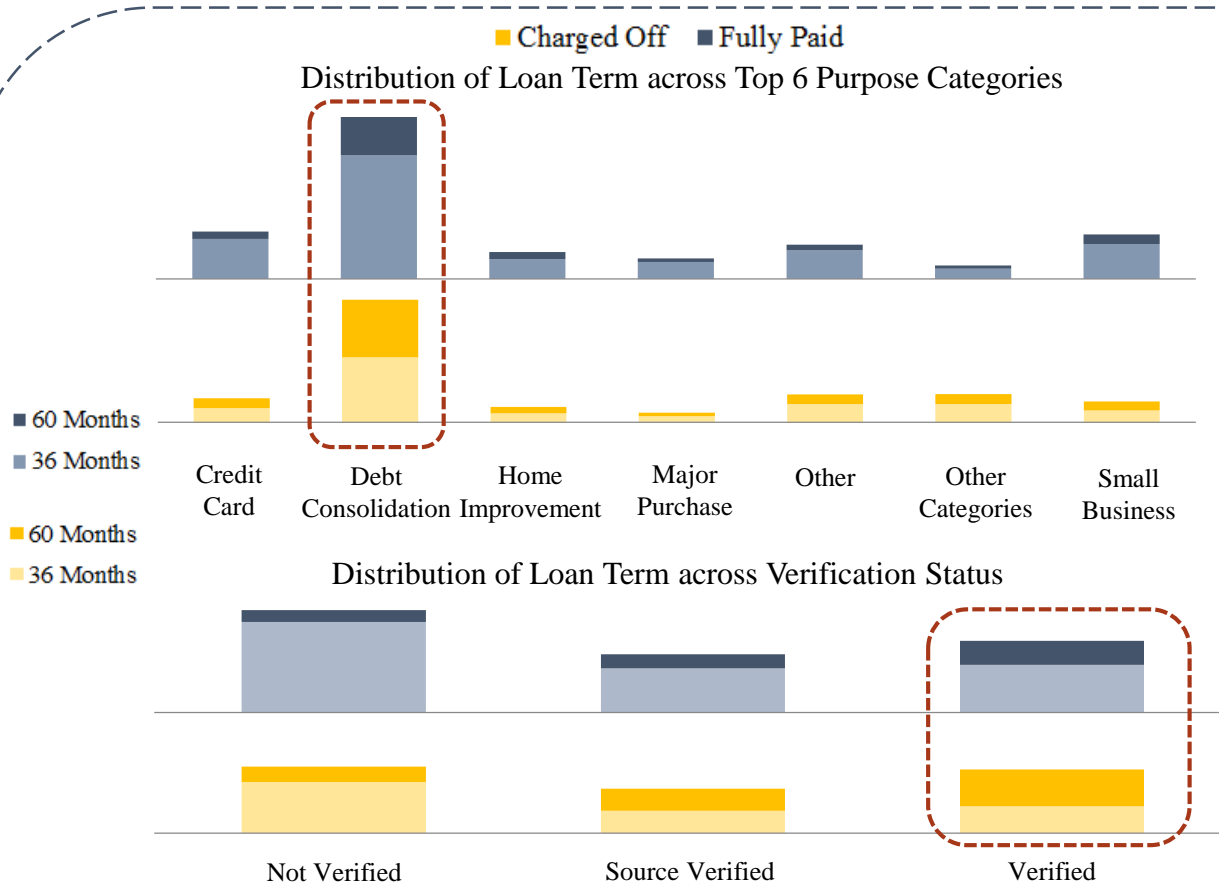 Charged Off Fully Paid
Distribution of Loan Term across Top 6 Purpose Categories
60 Months
36 Months
Credit Card
Debt Consolidation
Home Improvement
Major Purchase
Other
Other Categories
Small Business
60 Months
36 Months
Distribution of Loan Term across Verification Status
Not Verified
Source Verified
Verified